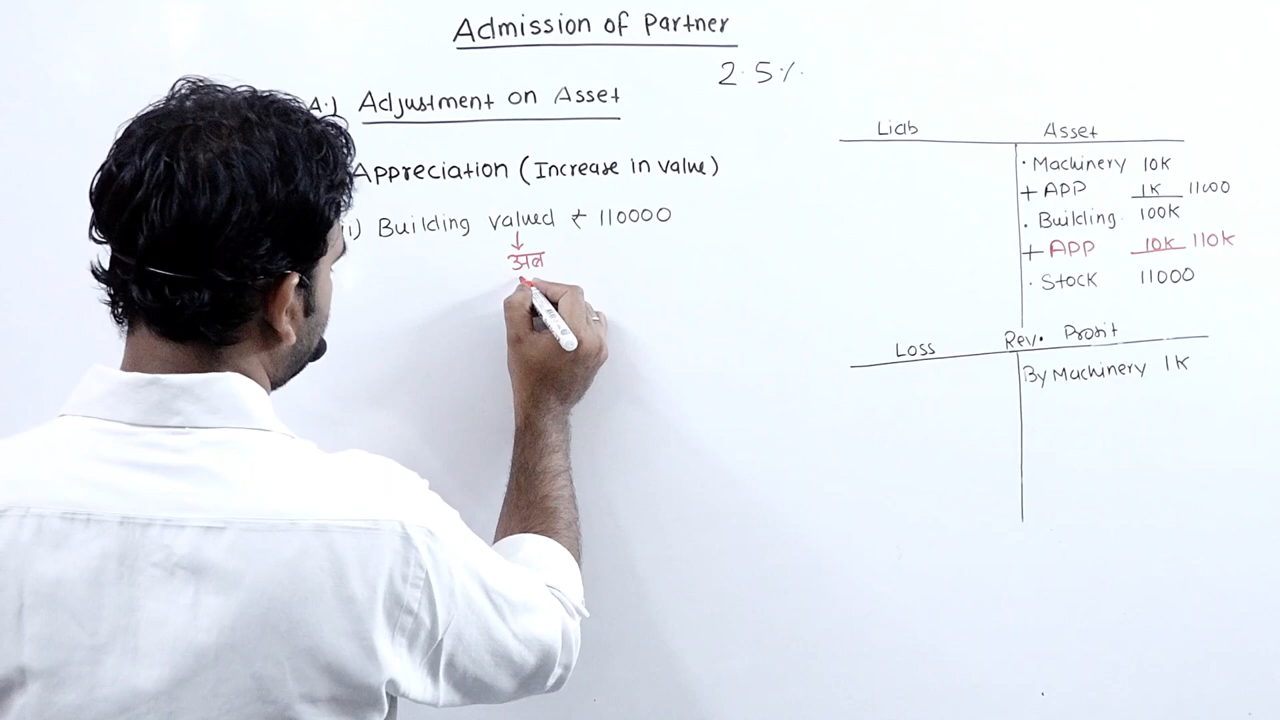 Admission of Partner
2.5%
A.) Adjustment on Asset
Appreciation (Increase in value)
ii) Building valued ₹ 110000
अब
Liab Asset
· Machinery 10K
+ APP 1K 11000
· Building 100K
+ APP 10K 110K
· Stock 11000
Loss Rev. Profit
By Machinery 1K